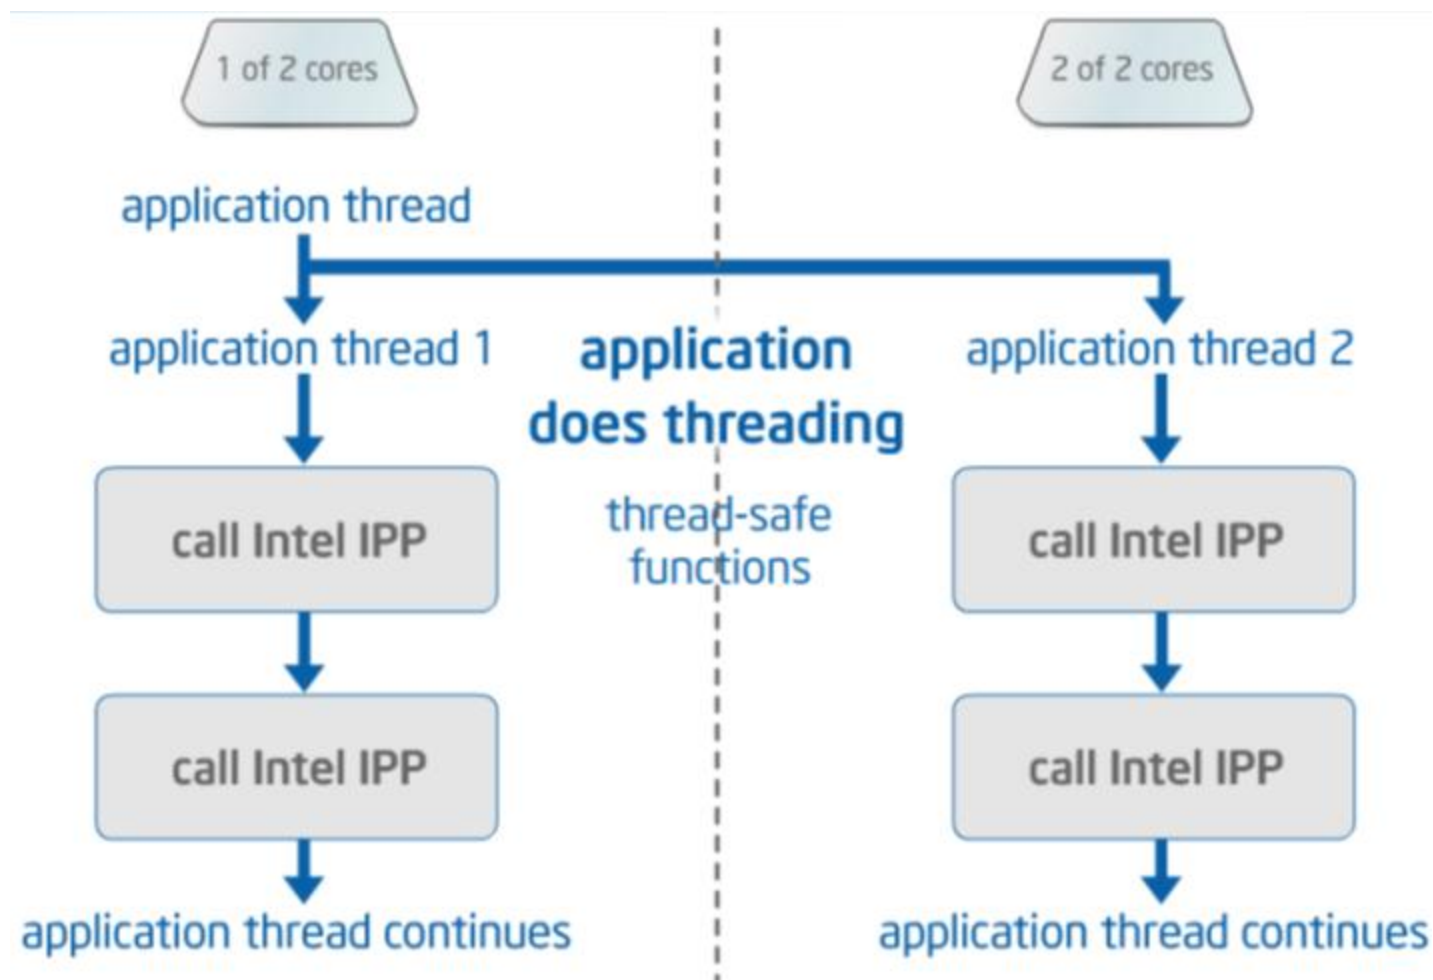 1 of 2 cores
2 of 2 cores
application thread
application thread 1
application
does threading
application thread 2
thread-safe
functions
call Intel IPP
call Intel IPP
call Intel IPP
call Intel IPP
application thread continues
application thread continues